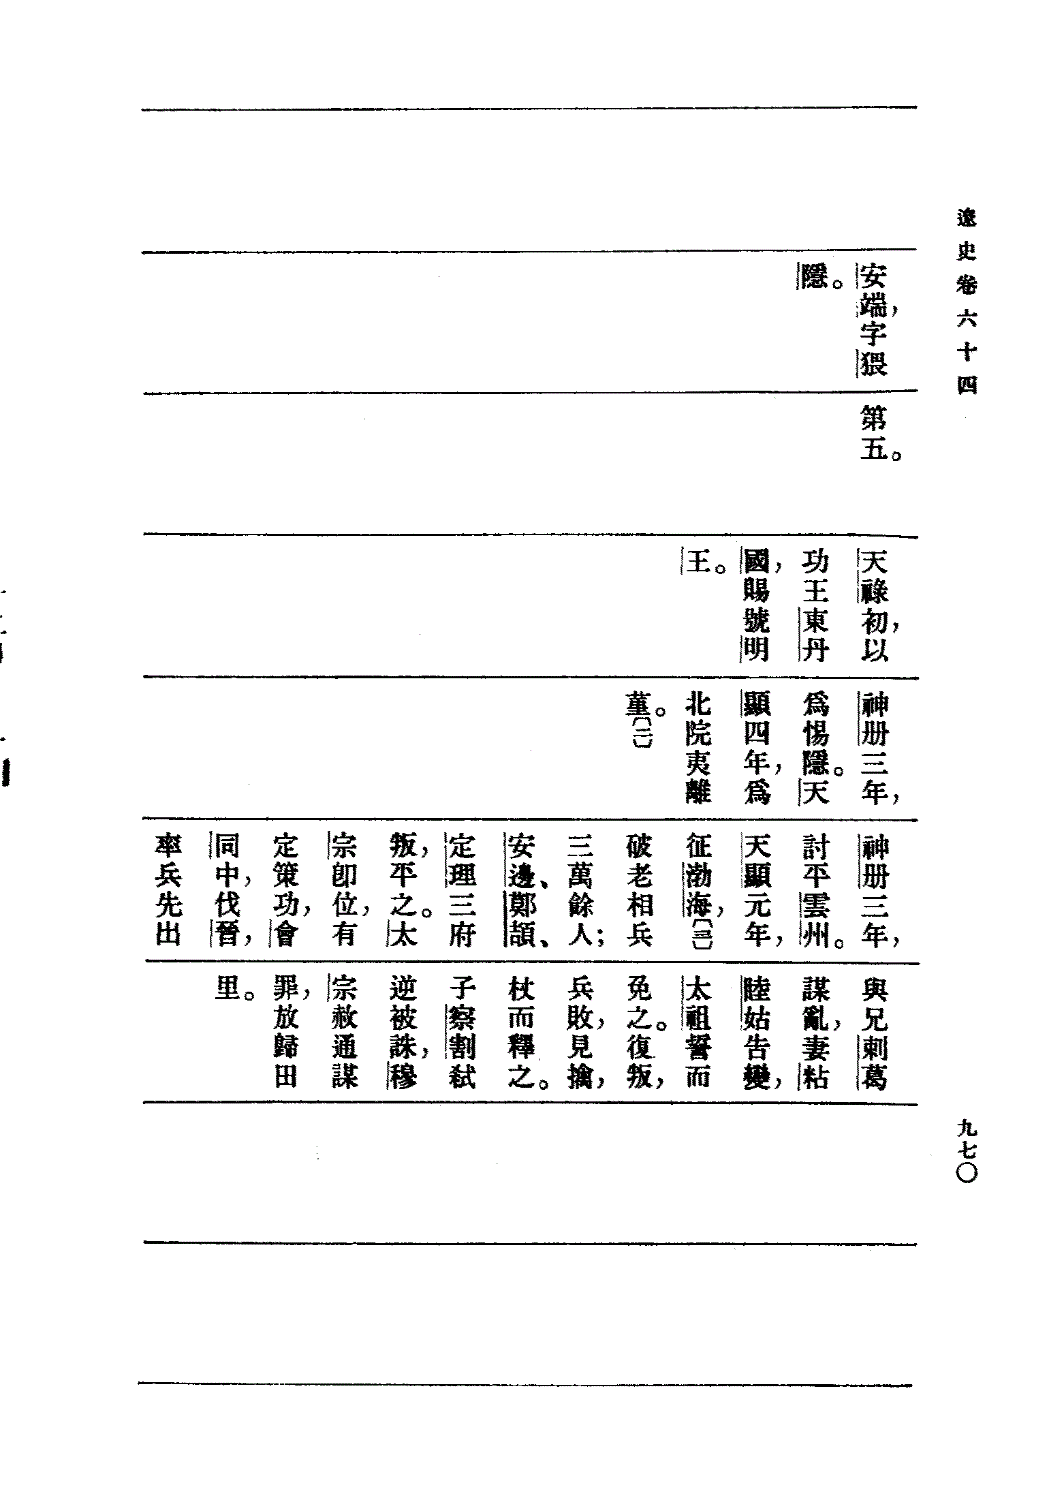 遼史卷六十四
安端，字猥
隱。
第五。
天祿初，以
功王東丹
國，賜號明
王。
神册三年，
爲惕隱。天
顯四年，爲
北院夷離
菫。〔二〕
神册三年，
討平雲州。
天顯元年，
征渤海，〔三〕
破老相兵
三萬餘人；
安邊、鄚頡、
定理三府
叛，平之。太
宗卽位，有
定策功，會
同中，伐晉，
率兵先出
與兄剌葛
謀亂，妻粘
睦姑告變，
太祖誓而
免之。復叛，
兵敗，見擒，
杖而釋之。
子察割弒
逆被誅，穆
宗赦通謀
罪，放歸田
里。
九七〇